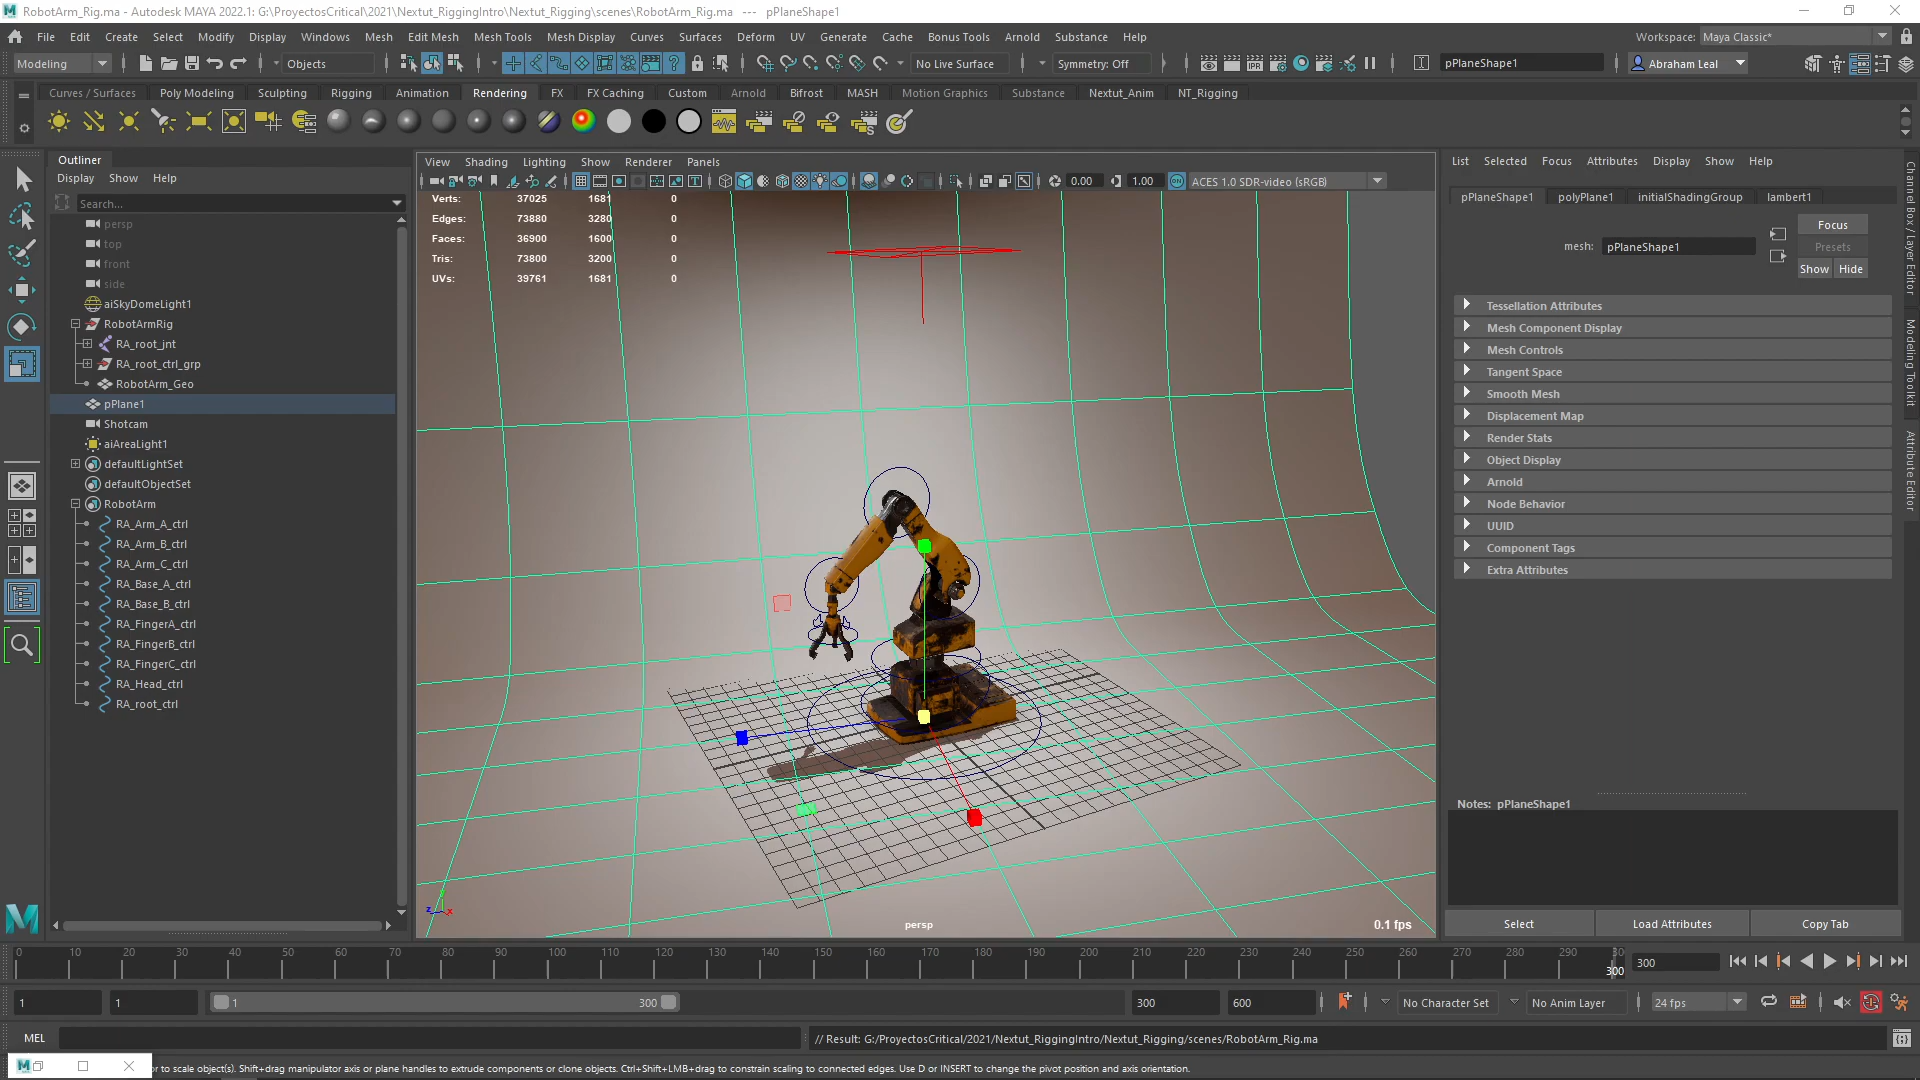 RobotArm_Rig.ma - Autodesk MAYA 2022.1: G:\ProyectosCritical\2021\Nextut_RiggingIntro\Nextut_Rigging\scenes\RobotArm_Rig.ma --- pPlaneShape1
File Edit Create Select Modify Display Windows Mesh Edit Mesh Mesh Tools Mesh Display Curves Surfaces Deform UV Generate Cache Bonus Tools Arnold Substance Help
Workspace: Maya Classic*
Modeling Objects No Live Surface Symmetry: Off pPlaneShape1 Abraham Leal
Curves / Surfaces Poly Modeling Sculpting Rigging Animation Rendering FX FX Caching Custom Arnold Bifrost MASH Motion Graphics Substance Nextut_Anim NT_Rigging
Outliner
Display Show Help
Search...
persp
top
front
side
aiSkyDomeLight1
RobotArmRig
RA_root_jnt
RA_root_ctrl_grp
RobotArm_Geo
pPlane1
Shotcam
aiAreaLight1
defaultLightSet
defaultObjectSet
RobotArm
RA_Arm_A_ctrl
RA_Arm_B_ctrl
RA_Arm_C_ctrl
RA_Base_A_ctrl
RA_Base_B_ctrl
RA_FingerA_ctrl
RA_FingerB_ctrl
RA_FingerC_ctrl
RA_Head_ctrl
RA_root_ctrl
View Shading Lighting Show Renderer Panels
0.00 1.00 ACES 1.0 SDR-video (sRGB)
Verts: 37025 1681 0
Edges: 73880 3280 0
Faces: 36900 1600 0
Tris: 73800 3200 0
UVs: 39761 1681 0
persp
0.1 fps
List Selected Focus Attributes Display Show Help
pPlaneShape1 polyPlane1 initialShadingGroup lambert1
mesh: pPlaneShape1
Focus
Presets
Show Hide
Tessellation Attributes
Mesh Component Display
Mesh Controls
Tangent Space
Smooth Mesh
Displacement Map
Render Stats
Object Display
Arnold
Node Behavior
UUID
Component Tags
Extra Attributes
Notes: pPlaneShape1
Select Load Attributes Copy Tab
Channel Box / Layer Editor
Modeling Toolkit
Attribute Editor
0 10 20 30 40 50 60 70 80 90 100 110 120 130 140 150 160 170 180 190 200 210 220 230 240 250 260 270 280 290 30
300
300
1 1 1 300 300 600 No Character Set No Anim Layer 24 fps
MEL // Result: G:/ProyectosCritical/2021/Nextut_RiggingIntro/Nextut_Rigging/scenes/RobotArm_Rig.ma
or to scale object(s). Shift+drag manipulator axis or plane handles to extrude components or clone objects. Ctrl+Shift+LMB+drag to constrain scaling to connected edges. Use D or INSERT to change the pivot position and axis orientation.